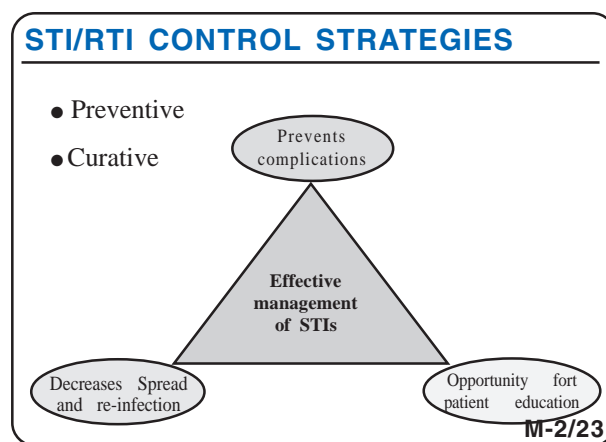 STI/RTI CONTROL STRATEGIES
● Preventive
● Curative
Prevents
complications
Effective
management
of STIs
Decreases Spread
and re-infection
Opportunity fort
patient education
M-2/23